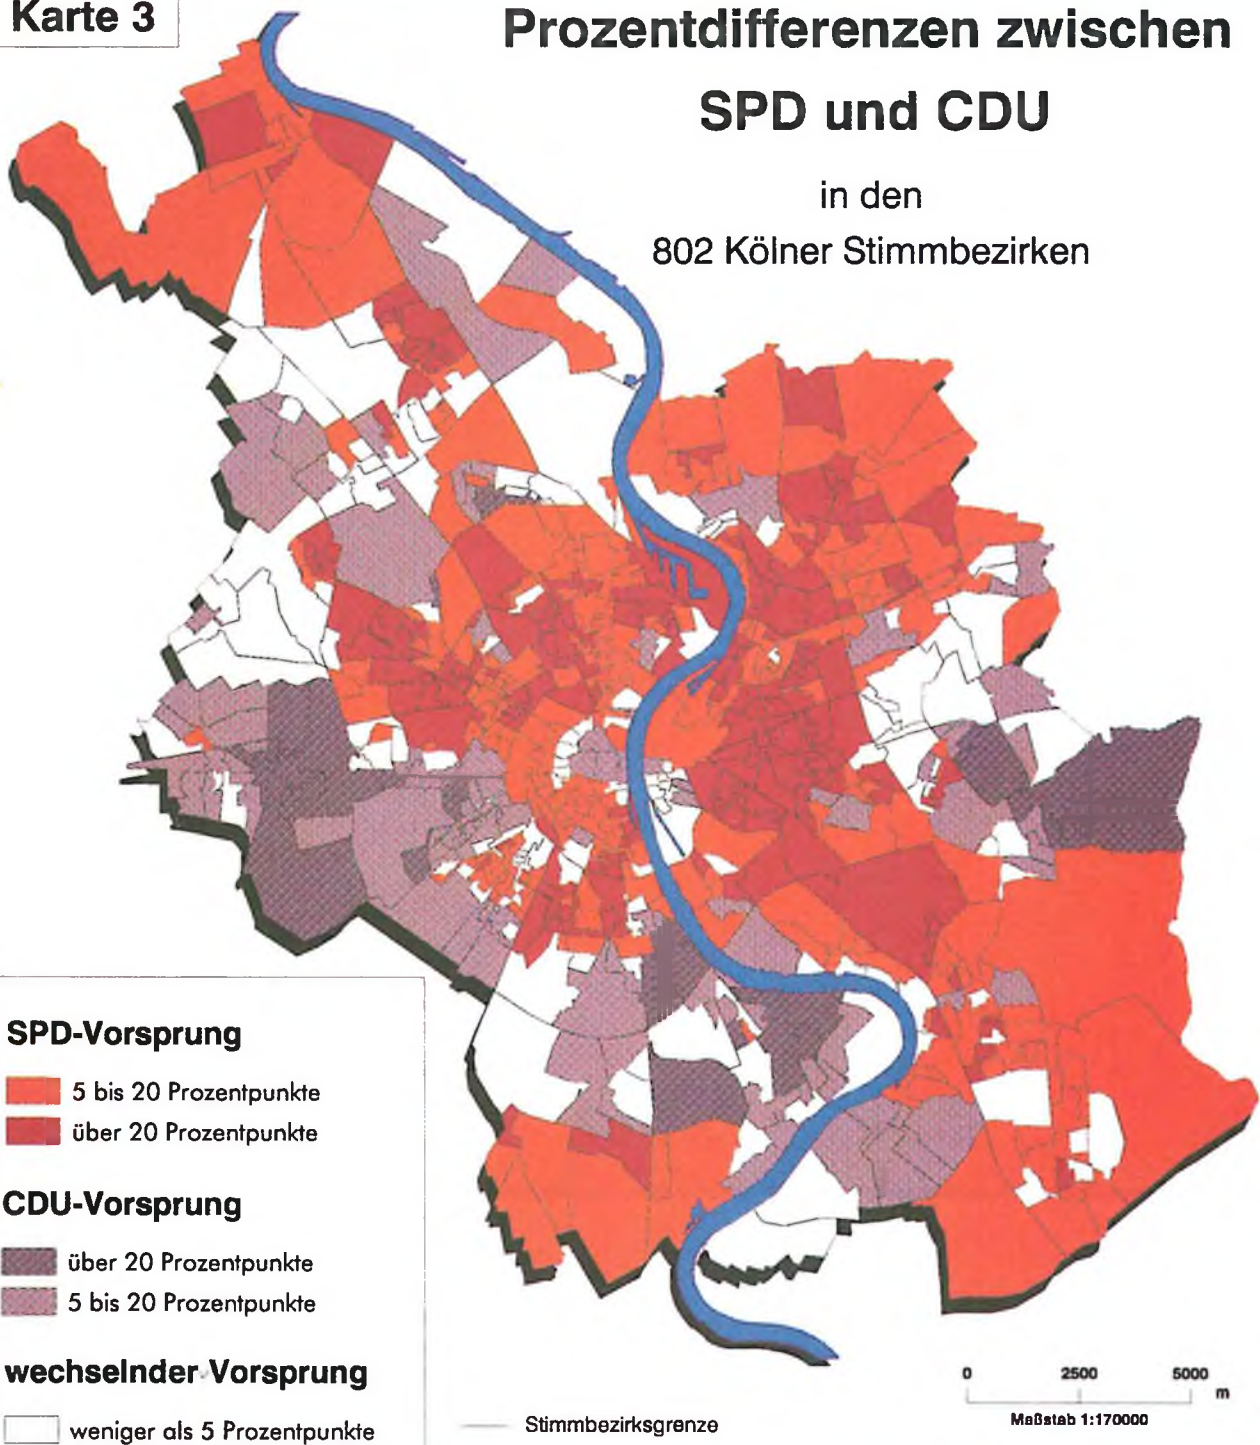 Karte 3
Prozentdifferenzen zwischen
SPD und CDU
in den
802 Kölner Stimmbezirken
SPD-Vorsprung
5 bis 20 Prozentpunkte
über 20 Prozentpunkte
CDU-Vorsprung
über 20 Prozentpunkte
5 bis 20 Prozentpunkte
wechselnder Vorsprung
weniger als 5 Prozentpunkte
Stimmbezirksgrenze
0 2500 5000
m
Maßstab 1:170000